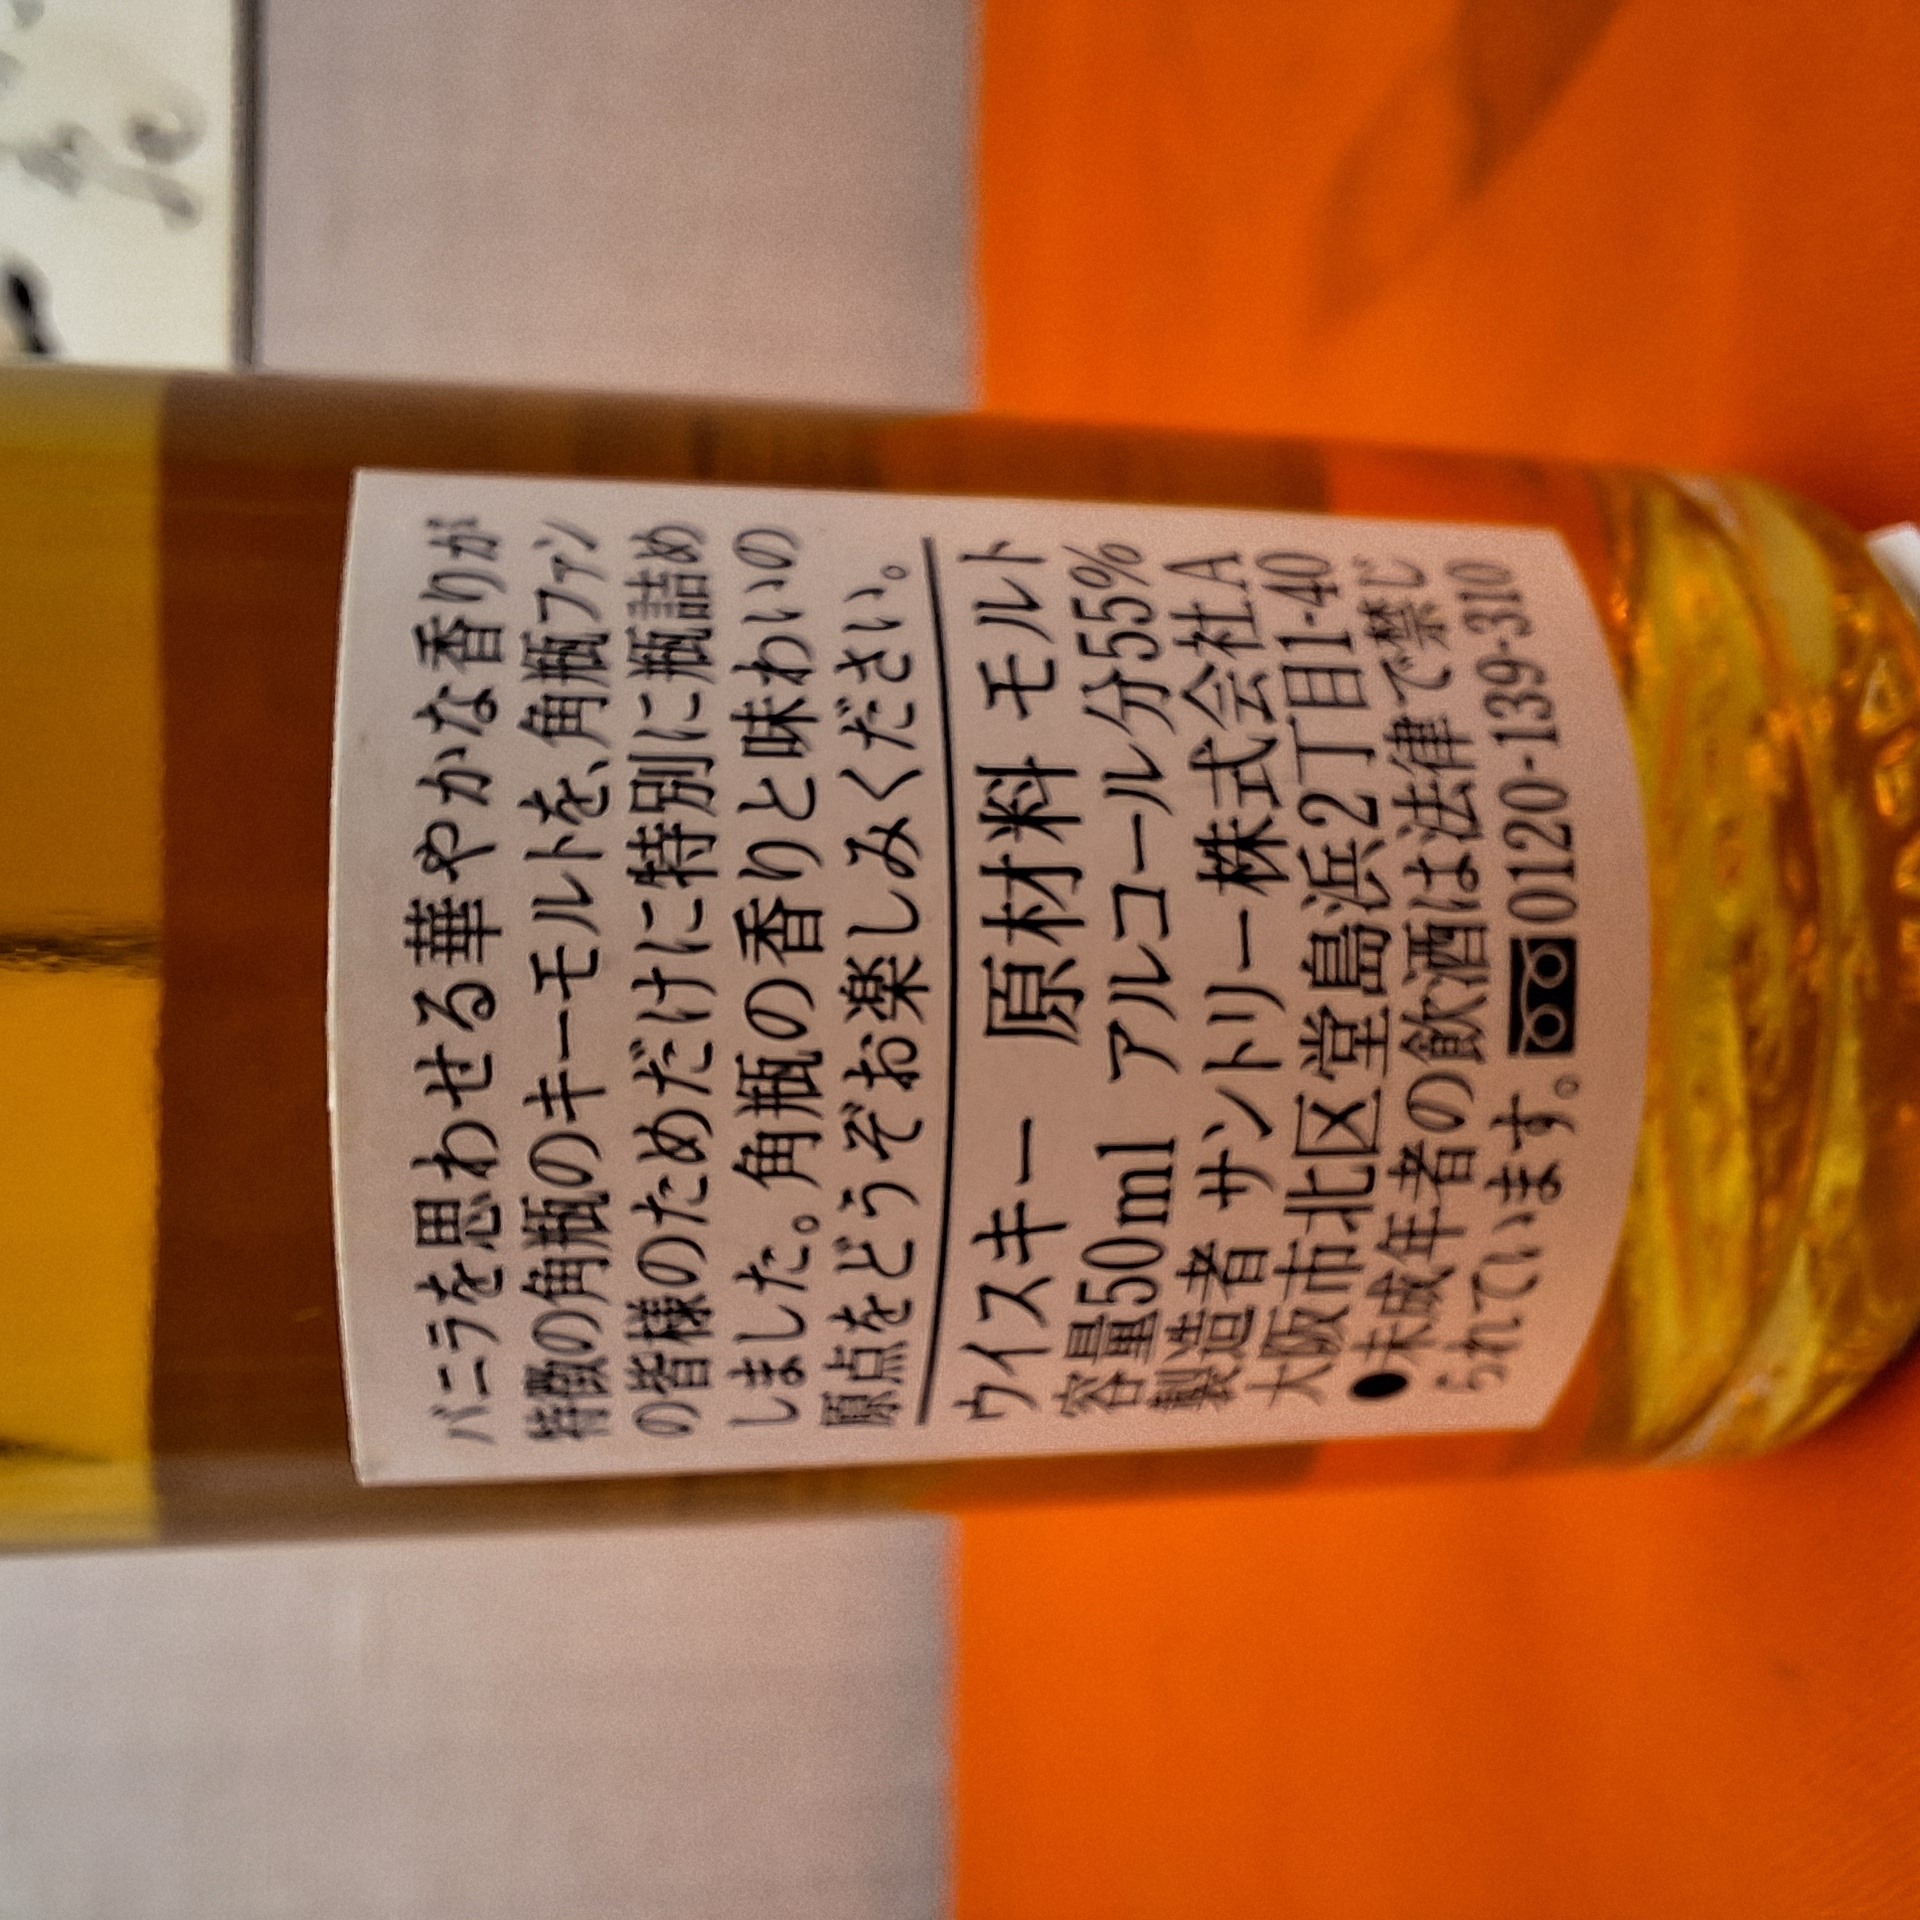 バニラを思わせる華やかな香りが
特徴の角瓶のキーモルトを、角瓶ファン
の皆様のためだけに特別に瓶詰め
しました。角瓶の香りと味わいの
原点をどうぞお楽しみください。
ウイスキー 原材料 モルト
容量50ml アルコール分55%
製造者 サントリー株式会社A
大阪市北区堂島浜2丁目1-40
●未成年者の飲酒は法律で禁じ
られています。0120-139-310